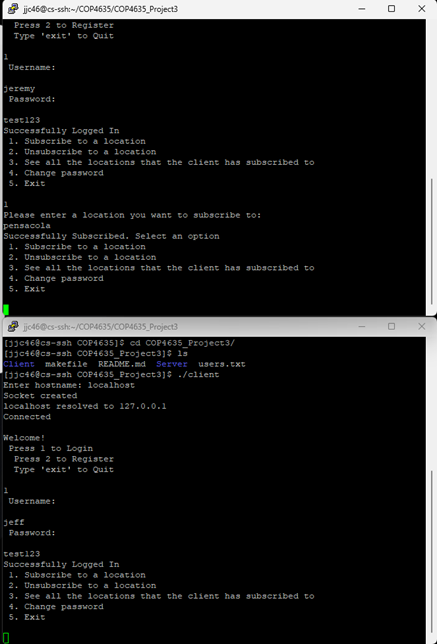 jjc46@cs-ssh:~/COP4635/COP4635_Project3
Press 2 to Register
Type 'exit' to Quit
1
Username:
jeremy
Password:
test123
Successfully Logged In
1. Subscribe to a location
2. Unsubscribe to a location
3. See all the locations that the client has subscribed to
4. Change password
5. Exit
1
Please enter a location you want to subscribe to:
pensacola
Successfully Subscribed. Select an option
1. Subscribe to a location
2. Unsubscribe to a location
3. See all the locations that the client has subscribed to
4. Change password
5. Exit
jjc46@cs-ssh:~/COP4635/COP4635_Project3
[jjc46@cs-ssh COP4635]$ cd COP4635_Project3/
[jjc46@cs-ssh COP4635_Project3]$ ls
Client makefile README.md Server users.txt
[jjc46@cs-ssh COP4635_Project3]$ ./client
Enter hostname: localhost
Socket created
localhost resolved to 127.0.0.1
Connected
Welcome!
Press 1 to Login
Press 2 to Register
Type 'exit' to Quit
1
Username:
jeff
Password:
test123
Successfully Logged In
1. Subscribe to a location
2. Unsubscribe to a location
3. See all the locations that the client has subscribed to
4. Change password
5. Exit